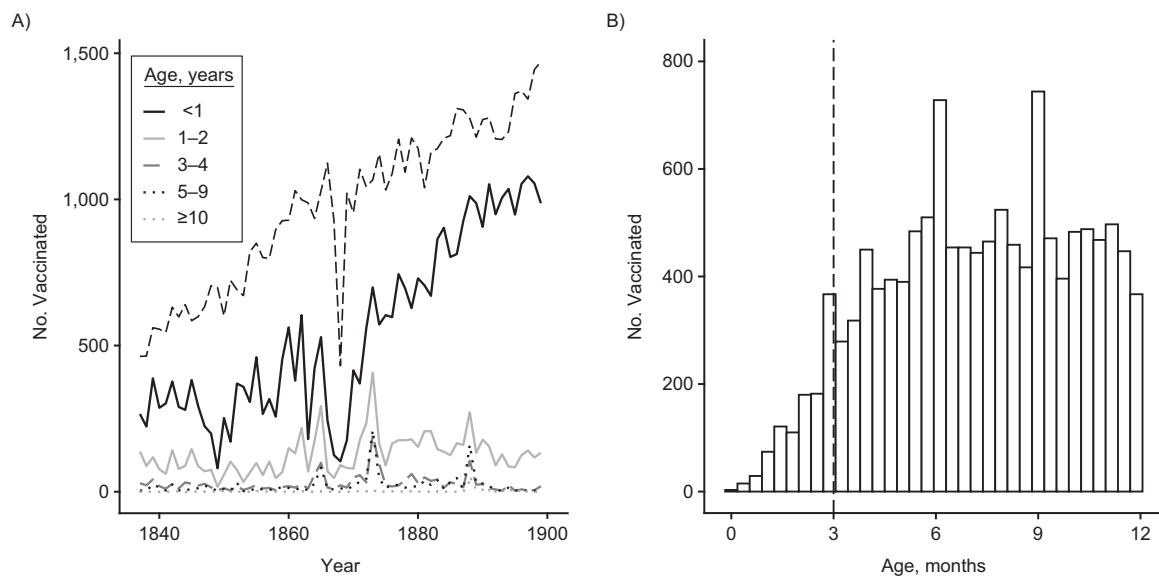 A)
1,500
1,000
500
0
No. Vaccinated
Age, years
<1
1–2
3–4
5–9
≥10
1840 1860 1880 1900
Year
B)
800
600
400
200
0
No. Vaccinated
0 3 6 9 12
Age, months